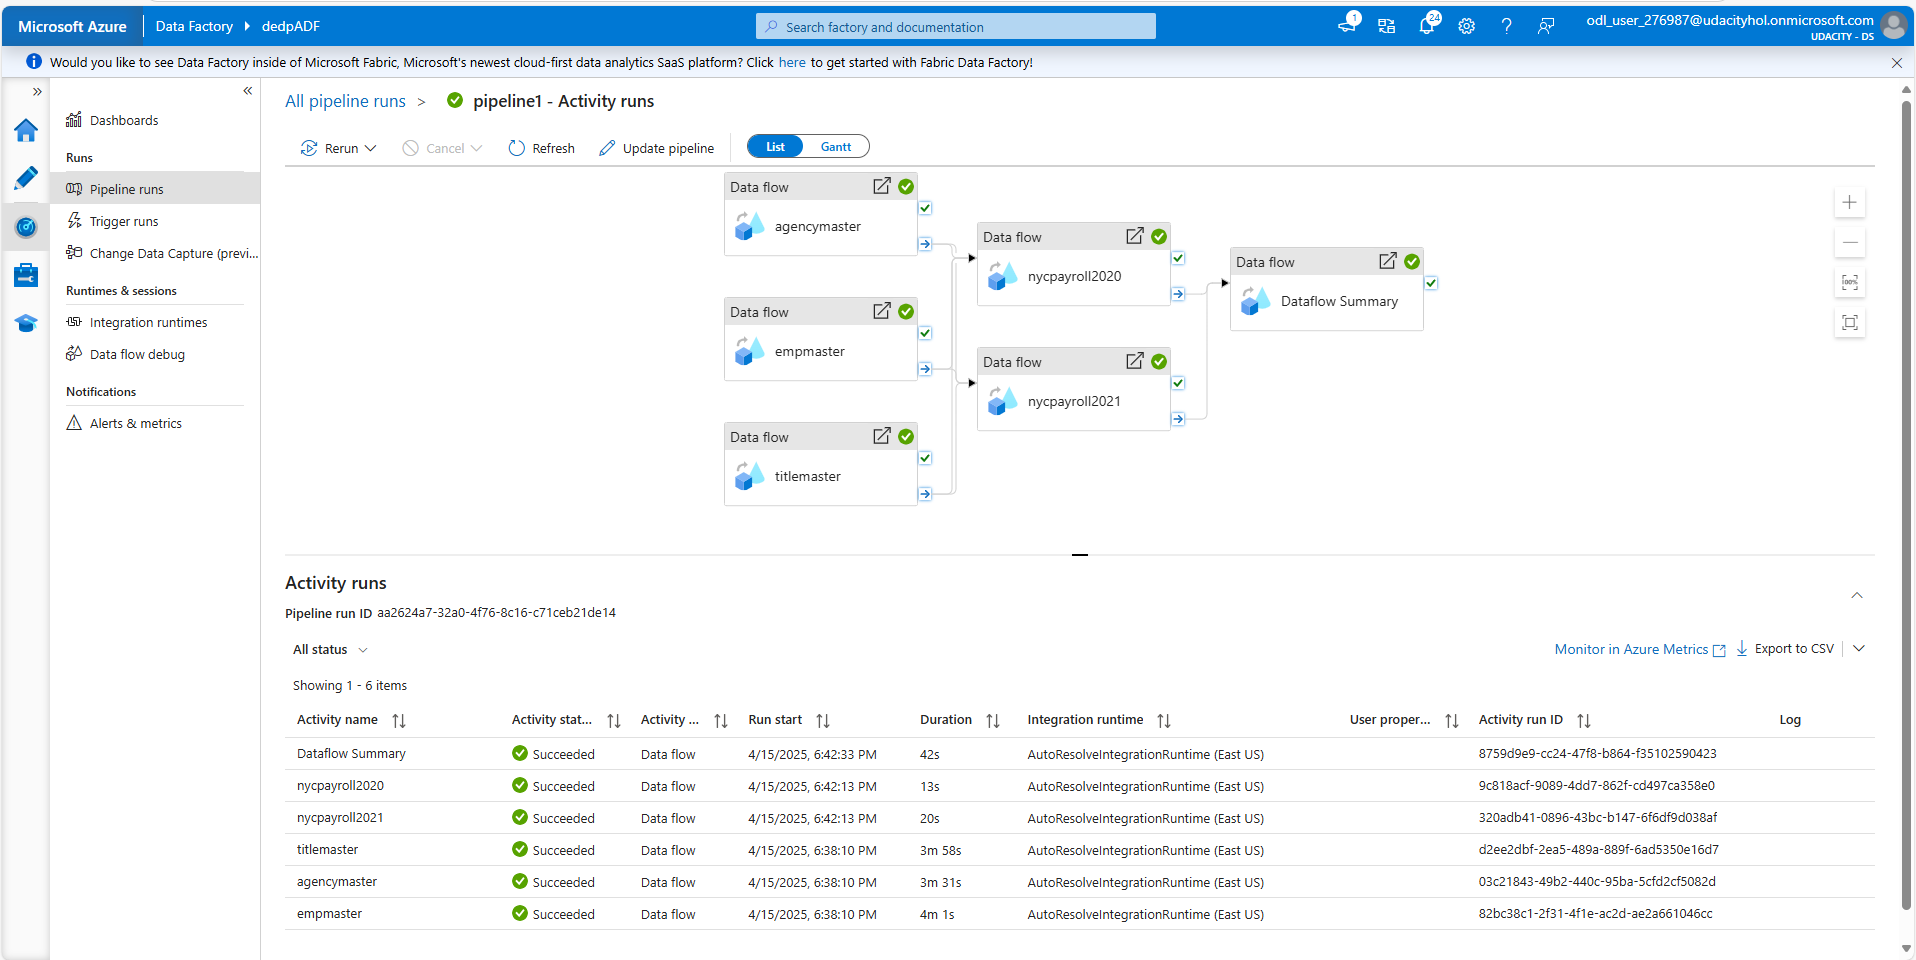 Microsoft Azure
Data Factory
dedpADF
Search factory and documentation
1
24
odl_user_276987@udacityhol.onmicrosoft.com
UDACITY - DS
Would you like to see Data Factory inside of Microsoft Fabric, Microsoft's newest cloud-first data analytics SaaS platform? Click here to get started with Fabric Data Factory!
Dashboards
Runs
Pipeline runs
Trigger runs
Change Data Capture (previ...
Runtimes & sessions
Integration runtimes
Data flow debug
Notifications
Alerts & metrics
All pipeline runs > pipeline1 - Activity runs
Rerun
Cancel
Refresh
Update pipeline
List
Gantt
Data flow
agencymaster
Data flow
empmaster
Data flow
titlemaster
Data flow
nycpayroll2020
Data flow
nycpayroll2021
Data flow
Dataflow Summary
100%
Activity runs
Pipeline run ID aa2624a7-32a0-4f76-8c16-c71ceb21de14
All status
Monitor in Azure Metrics
Export to CSV
Showing 1 - 6 items
Activity name Activity stat... Activity ... Run start Duration Integration runtime User proper... Activity run ID Log
Dataflow Summary Succeeded Data flow 4/15/2025, 6:42:33 PM 42s AutoResolveIntegrationRuntime (East US) 8759d9e9-cc24-47f8-b864-f35102590423
nycpayroll2020 Succeeded Data flow 4/15/2025, 6:42:13 PM 13s AutoResolveIntegrationRuntime (East US) 9c818acf-9089-4dd7-862f-cd497ca358e0
nycpayroll2021 Succeeded Data flow 4/15/2025, 6:42:13 PM 20s AutoResolveIntegrationRuntime (East US) 320adb41-0896-43bc-b147-6f6df9d038af
titlemaster Succeeded Data flow 4/15/2025, 6:38:10 PM 3m 58s AutoResolveIntegrationRuntime (East US) d2ee2dbf-2ea5-489a-889f-6ad5350e16d7
agencymaster Succeeded Data flow 4/15/2025, 6:38:10 PM 3m 31s AutoResolveIntegrationRuntime (East US) 03c21843-49b2-440c-95ba-5cfd2cf5082d
empmaster Succeeded Data flow 4/15/2025, 6:38:10 PM 4m 1s AutoResolveIntegrationRuntime (East US) 82bc38c1-2f31-4f1e-ac2d-ae2a661046cc